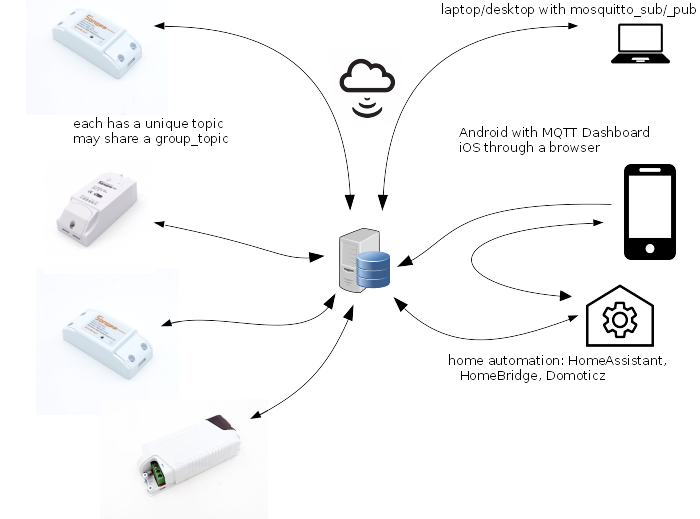 laptop/desktop with mosquitto_sub/_pub
each has a unique topic
may share a group_topic
Android with MQTT Dashboard
iOS through a browser
home automation: HomeAssistant,
HomeBridge, Domoticz